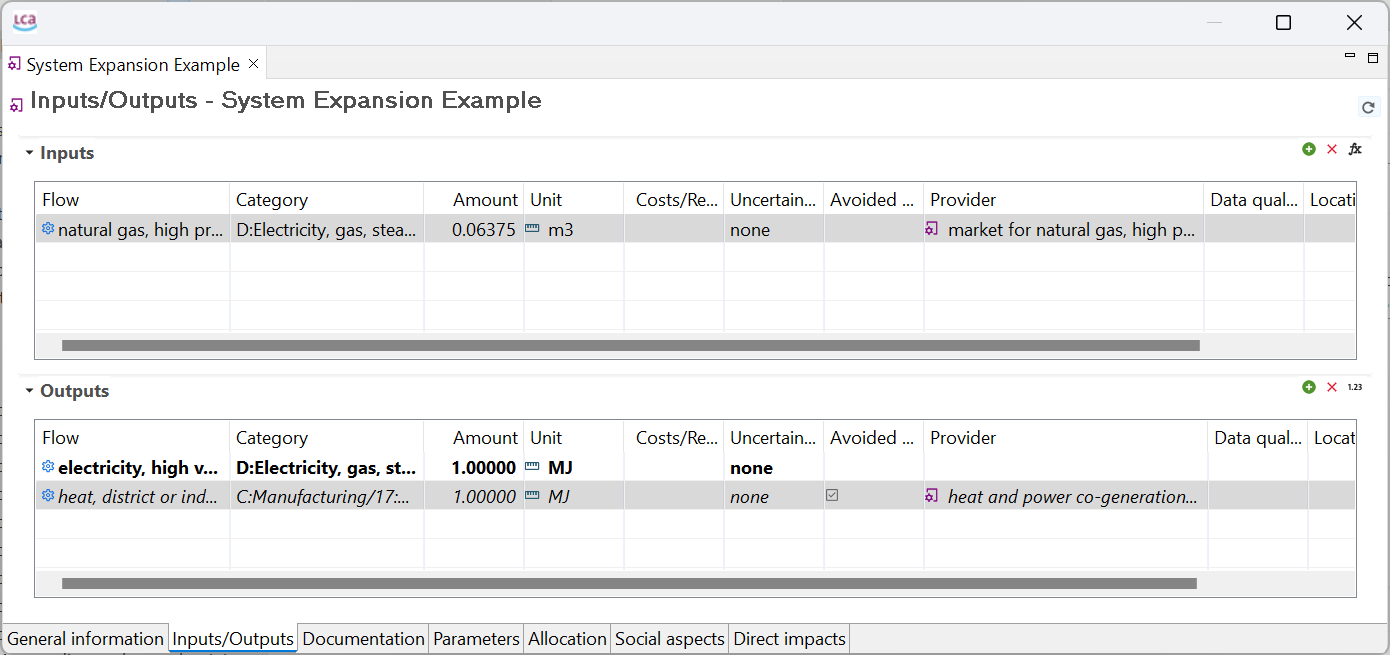 lca
System Expansion Example
Inputs/Outputs - System Expansion Example
Inputs
Flow Category Amount Unit Costs/Re... Uncertain... Avoided ... Provider Data qual... Locati
natural gas, high pr... D:Electricity, gas, stea... 0.06375 m3 none market for natural gas, high p...
Outputs 1.23
Flow Category Amount Unit Costs/Re... Uncertain... Avoided ... Provider Data qual... Locat
electricity, high v... D:Electricity, gas, st... 1.00000 MJ none
heat, district or ind... C:Manufacturing/17:... 1.00000 MJ none heat and power co-generation...
General information Inputs/Outputs Documentation Parameters Allocation Social aspects Direct impacts